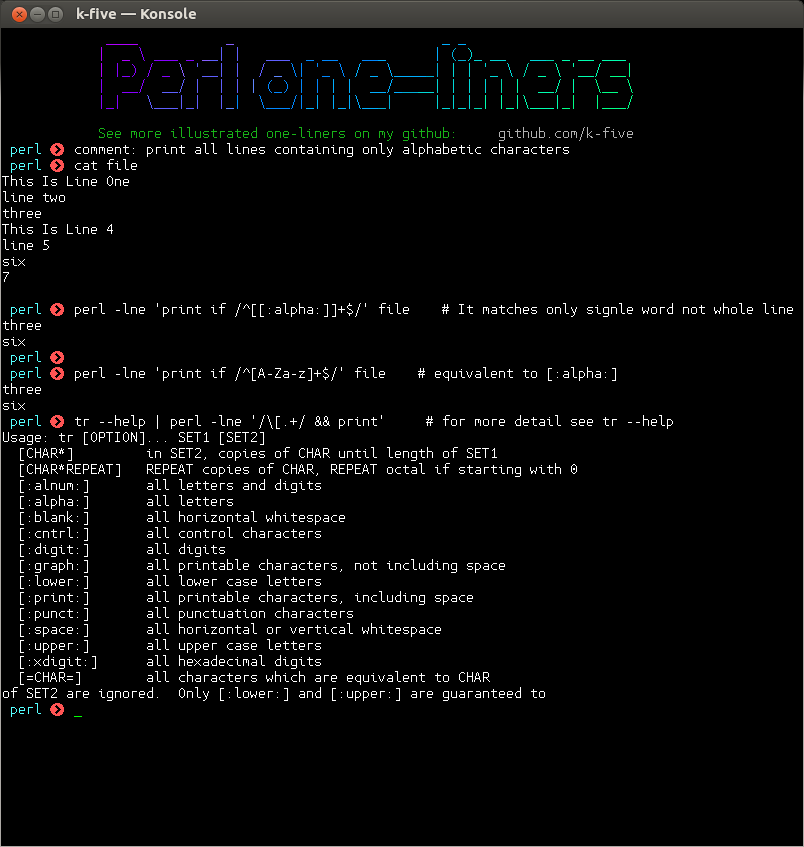 k-five — Konsole
Perl one-liners
See more illustrated one-liners on my github: github.com/k-five
perl ❯ comment: print all lines containing only alphabetic characters
perl ❯ cat file
This Is Line One
line two
three
This Is Line 4
line 5
six
7
perl ❯ perl -lne 'print if /^[[:alpha:]]+$/' file # It matches only signle word not whole line
three
six
perl ❯
perl ❯ perl -lne 'print if /^[A-Za-z]+$/' file # equivalent to [:alpha:]
three
six
perl ❯ tr --help | perl -lne '/\[.+/ && print' # for more detail see tr --help
Usage: tr [OPTION]... SET1 [SET2]
[CHAR*] in SET2, copies of CHAR until length of SET1
[CHAR*REPEAT] REPEAT copies of CHAR, REPEAT octal if starting with 0
[:alnum:] all letters and digits
[:alpha:] all letters
[:blank:] all horizontal whitespace
[:cntrl:] all control characters
[:digit:] all digits
[:graph:] all printable characters, not including space
[:lower:] all lower case letters
[:print:] all printable characters, including space
[:punct:] all punctuation characters
[:space:] all horizontal or vertical whitespace
[:upper:] all upper case letters
[:xdigit:] all hexadecimal digits
[=CHAR=] all characters which are equivalent to CHAR
of SET2 are ignored.  Only [:lower:] and [:upper:] are guaranteed to
perl ❯ _